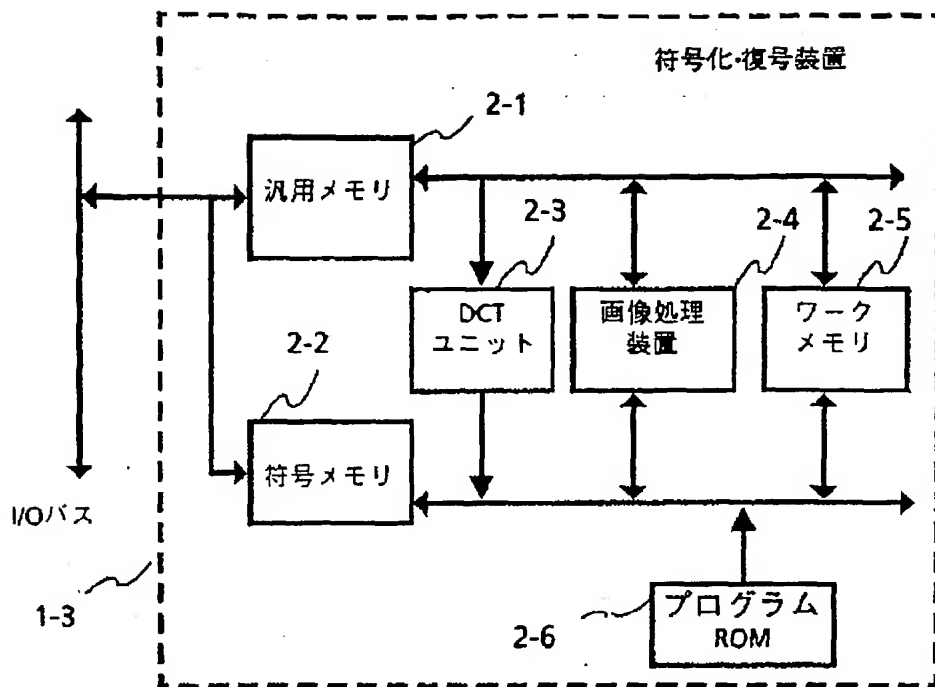 符号化・復号装置
2-1
汎用メモリ
2-3
2-4
2-5
DCT
ユニット
画像処理
装置
ワーク
メモリ
2-2
符号メモリ
I/Oバス
1-3
2-6
プログラム
ROM